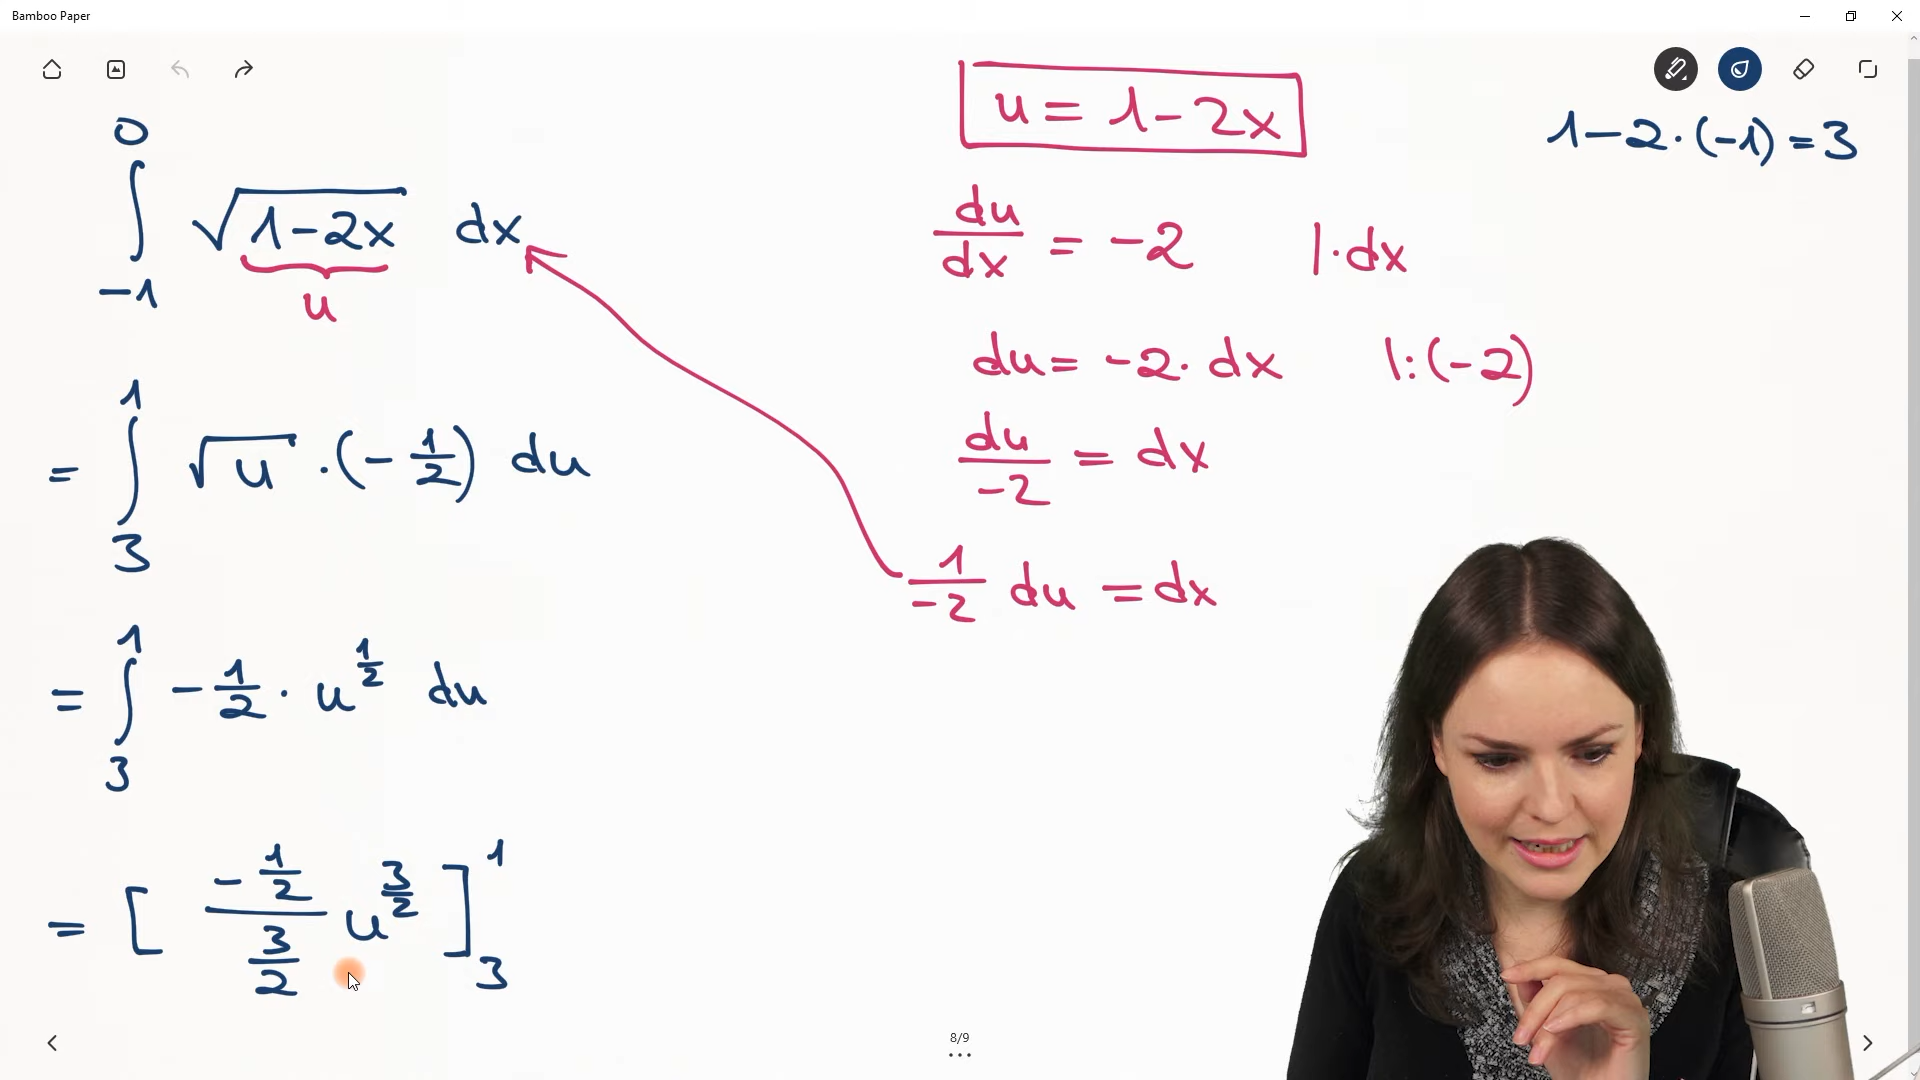 Bamboo Paper
u = 1-2x
1-2·(-1) = 3
0
∫ √(1-2x) dx
-1
u
du/dx = -2 |·dx
du = -2·dx |:(-2)
du/-2 = dx
1/-2 du = dx
1
= ∫ √u ·(-1/2) du
3
1
= ∫ -1/2 · u^(1/2) du
3
= [ (-1/2)/(3/2) u^(3/2) ] 1
3
8/9